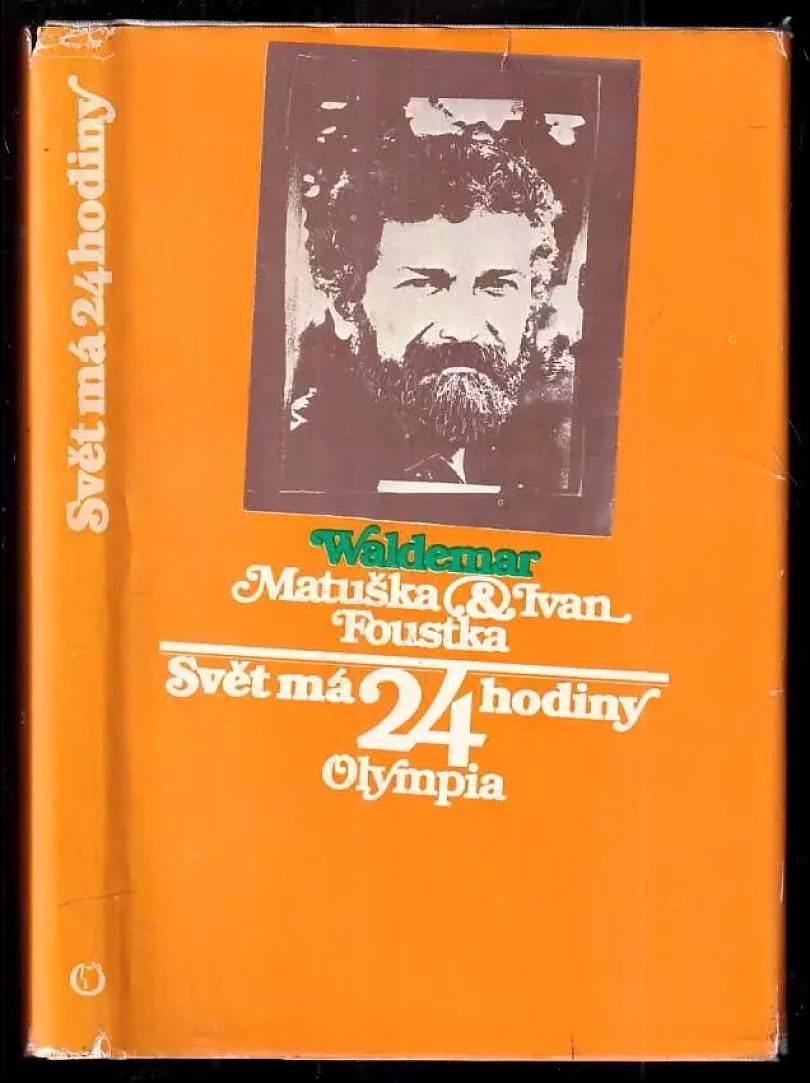 Svět má 24 hodiny
Waldemar
Matuška & Ivan
Foustka
Svět má 24 hodiny
Olympia